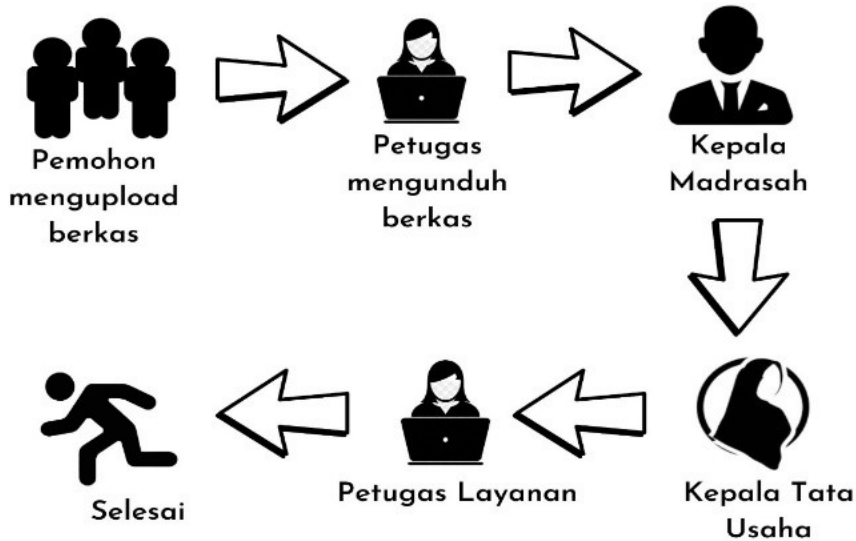 Pemohon
mengupload
berkas
Petugas
mengunduh
berkas
Kepala
Madrasah
Kepala Tata
Usaha
Petugas Layanan
Selesai